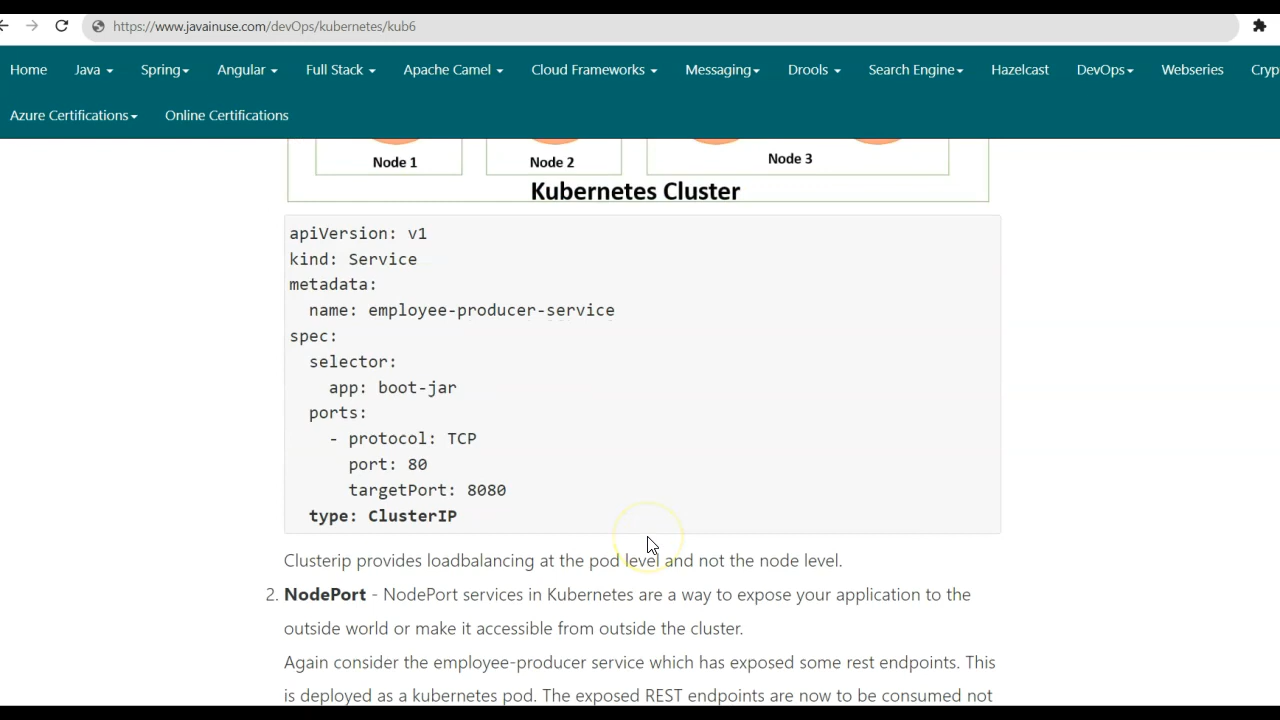 https://www.javainuse.com/devOps/kubernetes/kub6
Home Java Spring Angular Full Stack Apache Camel Cloud Frameworks Messaging Drools Search Engine Hazelcast DevOps Webseries Cryp
Azure Certifications Online Certifications
Node 1 Node 2 Node 3
Kubernetes Cluster
apiVersion: v1
kind: Service
metadata:
  name: employee-producer-service
spec:
  selector:
    app: boot-jar
  ports:
    - protocol: TCP
      port: 80
      targetPort: 8080
  type: ClusterIP
Clusterip provides loadbalancing at the pod level and not the node level.
2. NodePort - NodePort services in Kubernetes are a way to expose your application to the
outside world or make it accessible from outside the cluster.
Again consider the employee-producer service which has exposed some rest endpoints. This
is deployed as a kubernetes pod. The exposed REST endpoints are now to be consumed not